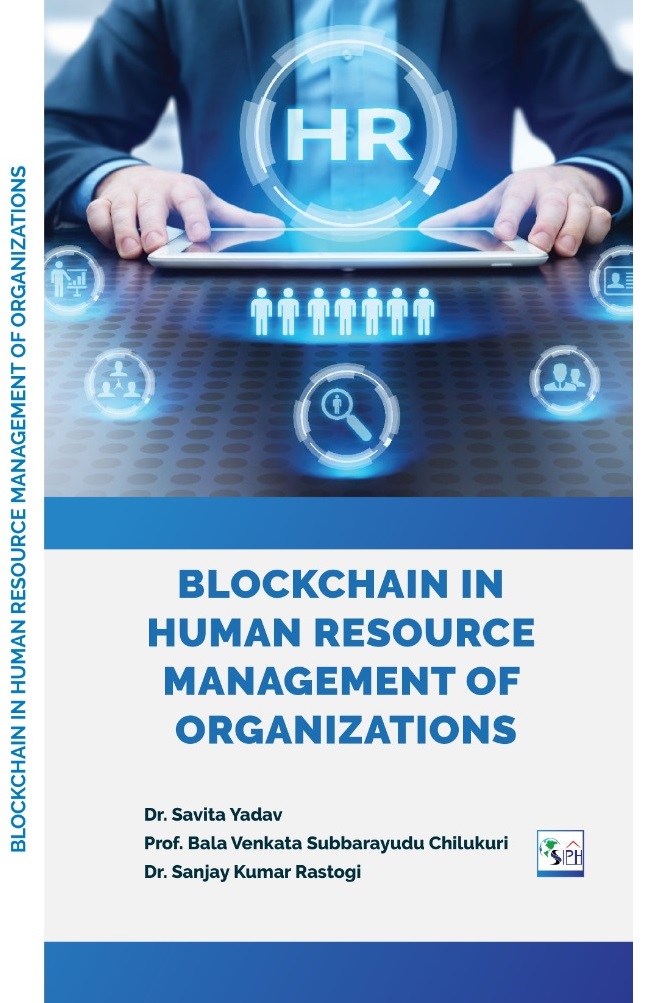 BLOCKCHAIN IN HUMAN RESOURCE MANAGEMENT OF ORGANIZATIONS
HR
BLOCKCHAIN IN
HUMAN RESOURCE
MANAGEMENT OF
ORGANIZATIONS
Dr. Savita Yadav
Prof. Bala Venkata Subbarayudu Chilukuri
Dr. Sanjay Kumar Rastogi
SIPH